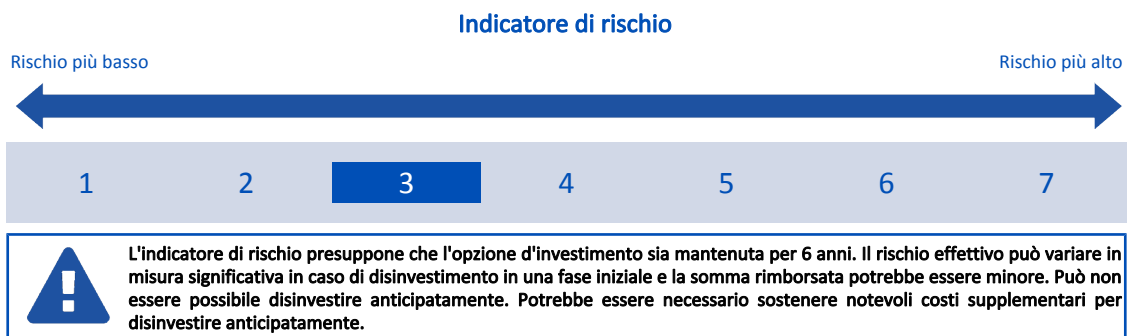 Indicatore di rischio
Rischio più basso
Rischio più alto
1 2 3 4 5 6 7
L'indicatore di rischio presuppone che l'opzione d'investimento sia mantenuta per 6 anni. Il rischio effettivo può variare in
misura significativa in caso di disinvestimento in una fase iniziale e la somma rimborsata potrebbe essere minore. Può non
essere possibile disinvestire anticipatamente. Potrebbe essere necessario sostenere notevoli costi supplementari per
disinvestire anticipatamente.